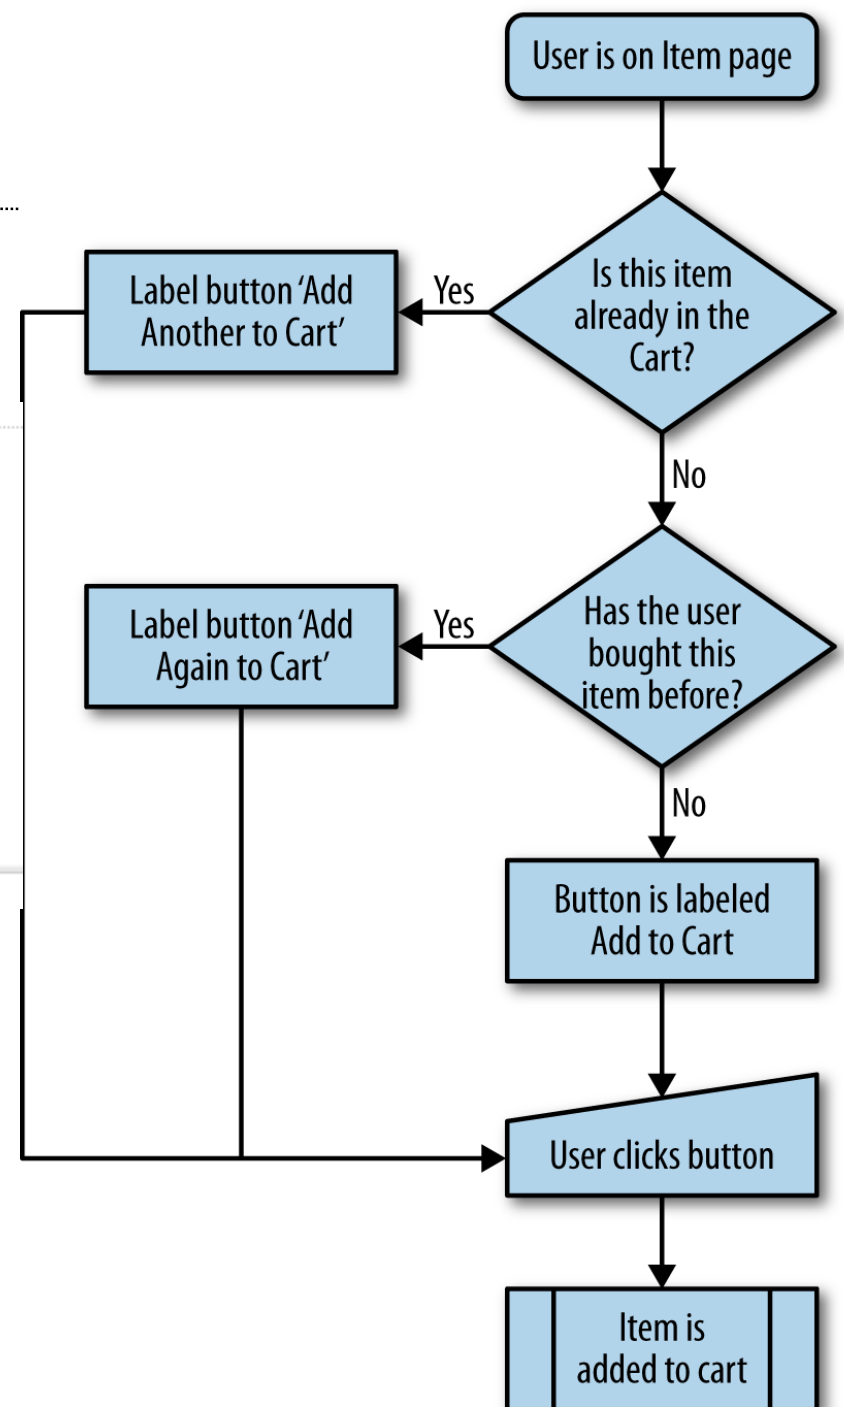 User is on Item page
Is this item
already in the
Cart?
Yes
Label button ‘Add
Another to Cart’
No
Has the user
bought this
item before?
Yes
Label button ‘Add
Again to Cart’
No
Button is labeled
Add to Cart
User clicks button
Item is
added to cart